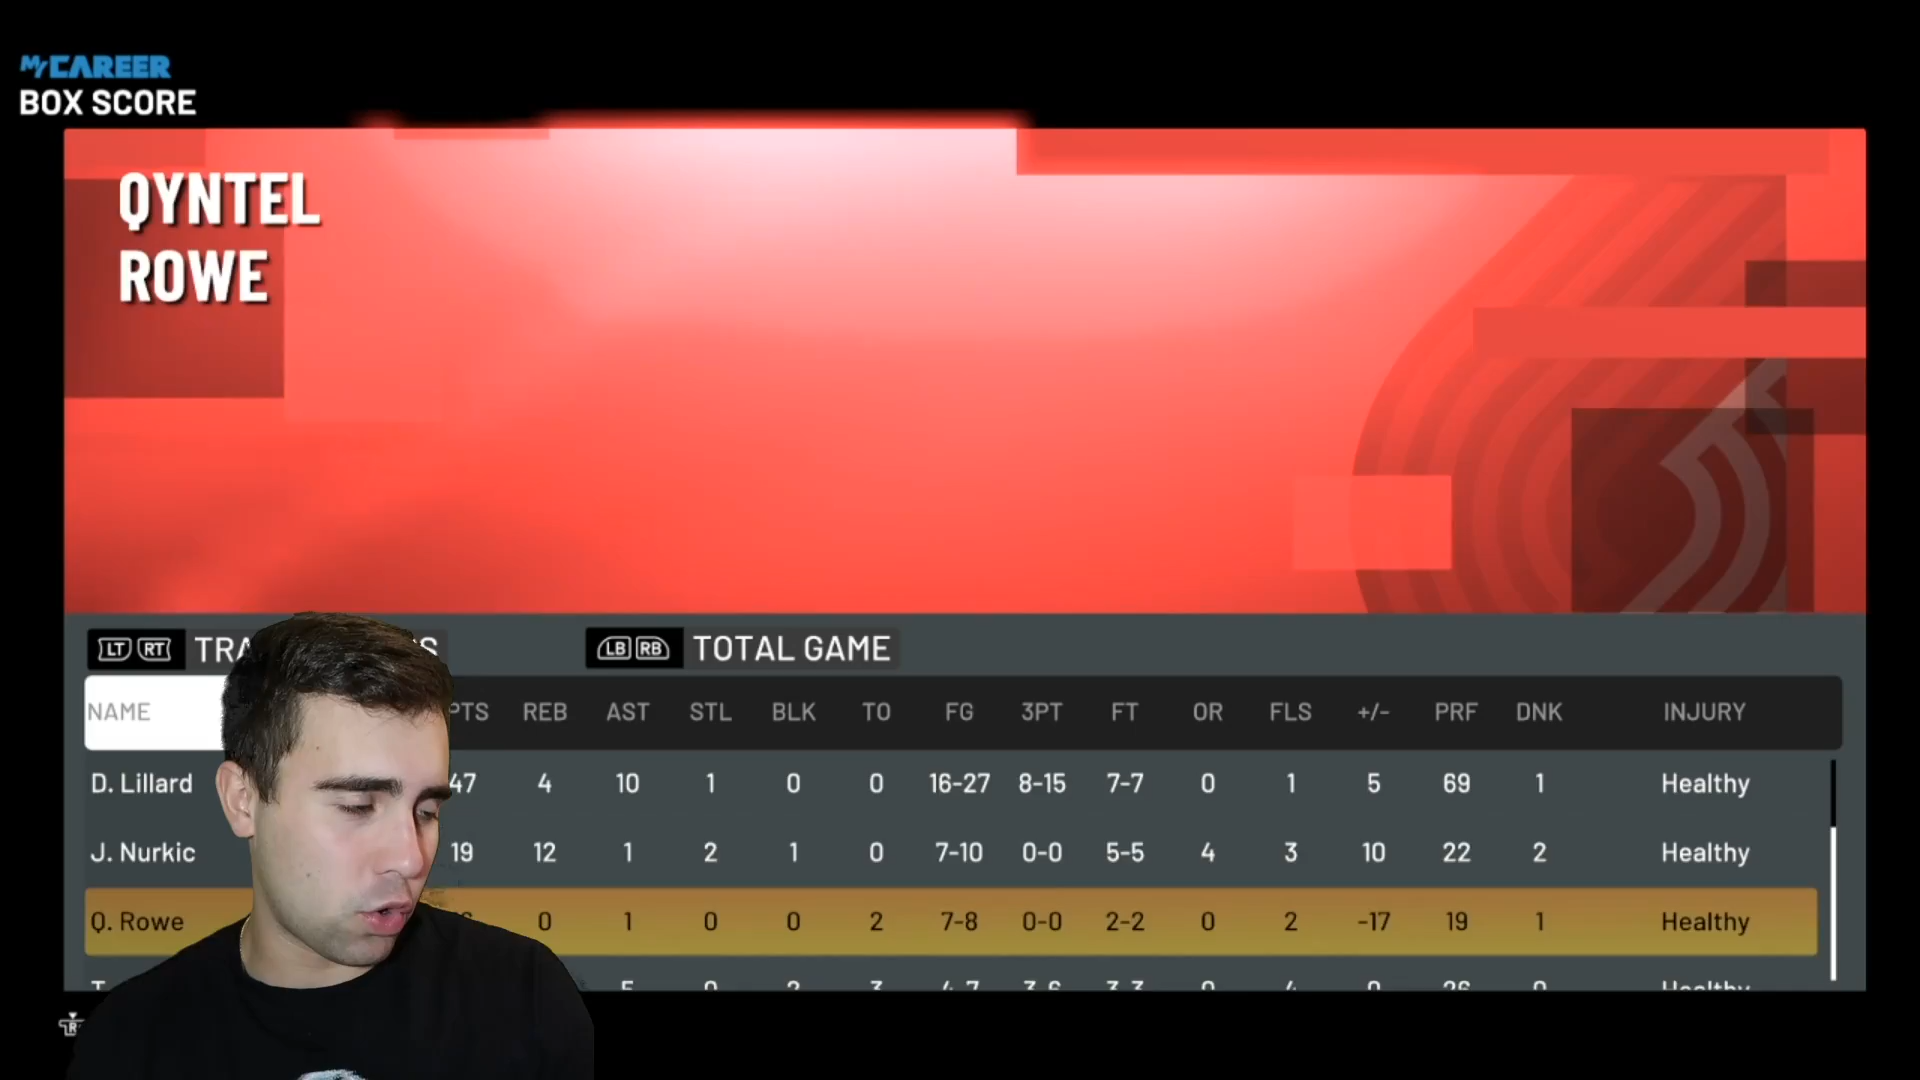 MyCAREER
BOX SCORE
QYNTEL
ROWE
LT RT TRA S LB RB TOTAL GAME
NAME PTS REB AST STL BLK TO FG 3PT FT OR FLS +/- PRF DNK INJURY
D. Lillard 47 4 10 1 0 0 16-27 8-15 7-7 0 1 5 69 1 Healthy
J. Nurkic 19 12 1 2 1 0 7-10 0-0 5-5 4 3 10 22 2 Healthy
Q. Rowe 0 1 0 0 2 7-8 0-0 2-2 0 2 -17 19 1 Healthy